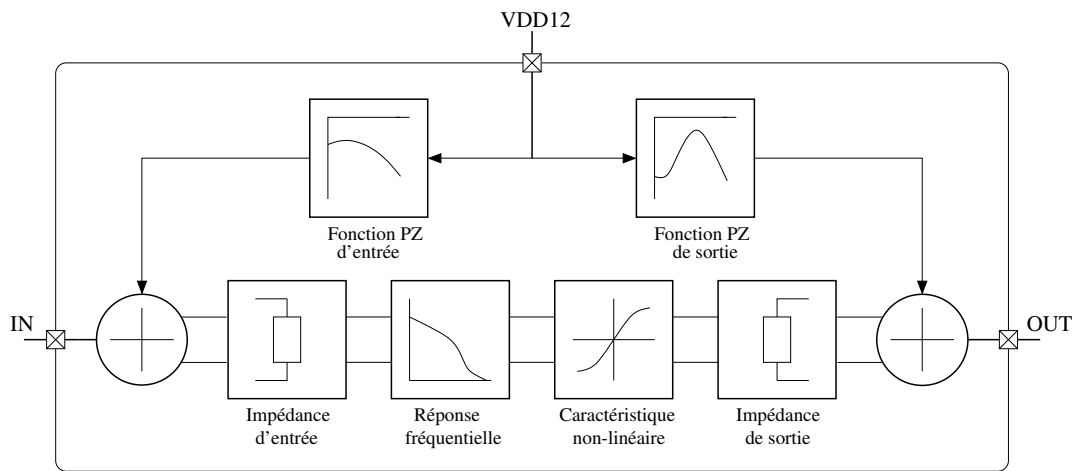 VDD12
Fonction PZ
d'entrée
Fonction PZ
de sortie
IN
OUT
Impédance
d'entrée
Réponse
fréquentielle
Caractéristique
non-linéaire
Impédance
de sortie